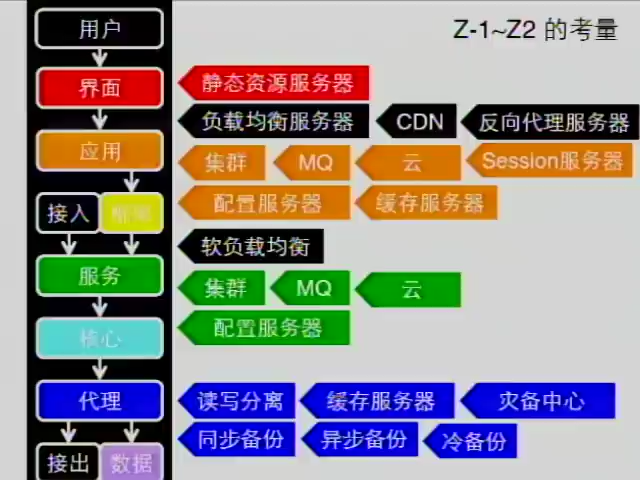 Z-1~Z2 的考量
用户
界面
静态资源服务器
负载均衡服务器 CDN 反向代理服务器
应用
集群 MQ 云 Session服务器
接入
配置服务器 缓存服务器
软负载均衡
服务
集群 MQ 云
核心
配置服务器
代理
读写分离 缓存服务器 灾备中心
同步备份 异步备份 冷备份
接出 数据